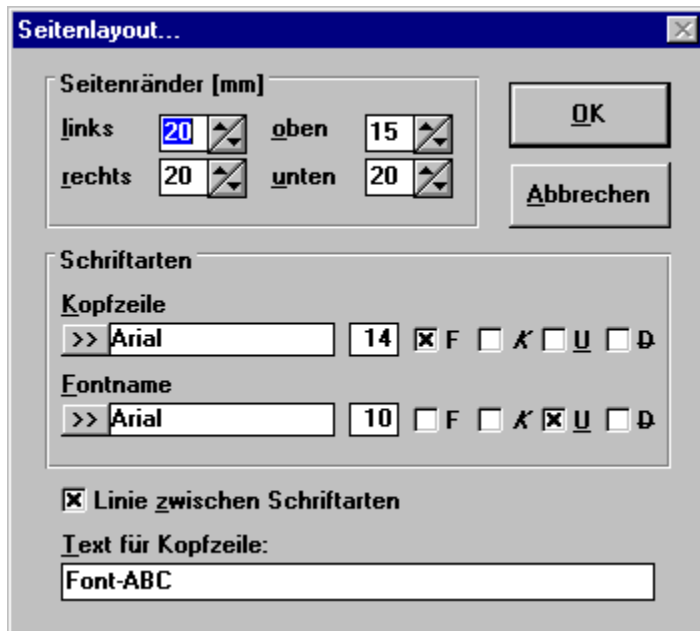 Seitenlayout...
Seitenränder [mm]
links 20 oben 15
rechts 20 unten 20
OK
Abbrechen
Schriftarten
Kopfzeile
>> Arial 14 F K U D
Fontname
>> Arial 10 F K U D
Linie zwischen Schriftarten
Text für Kopfzeile:
Font-ABC